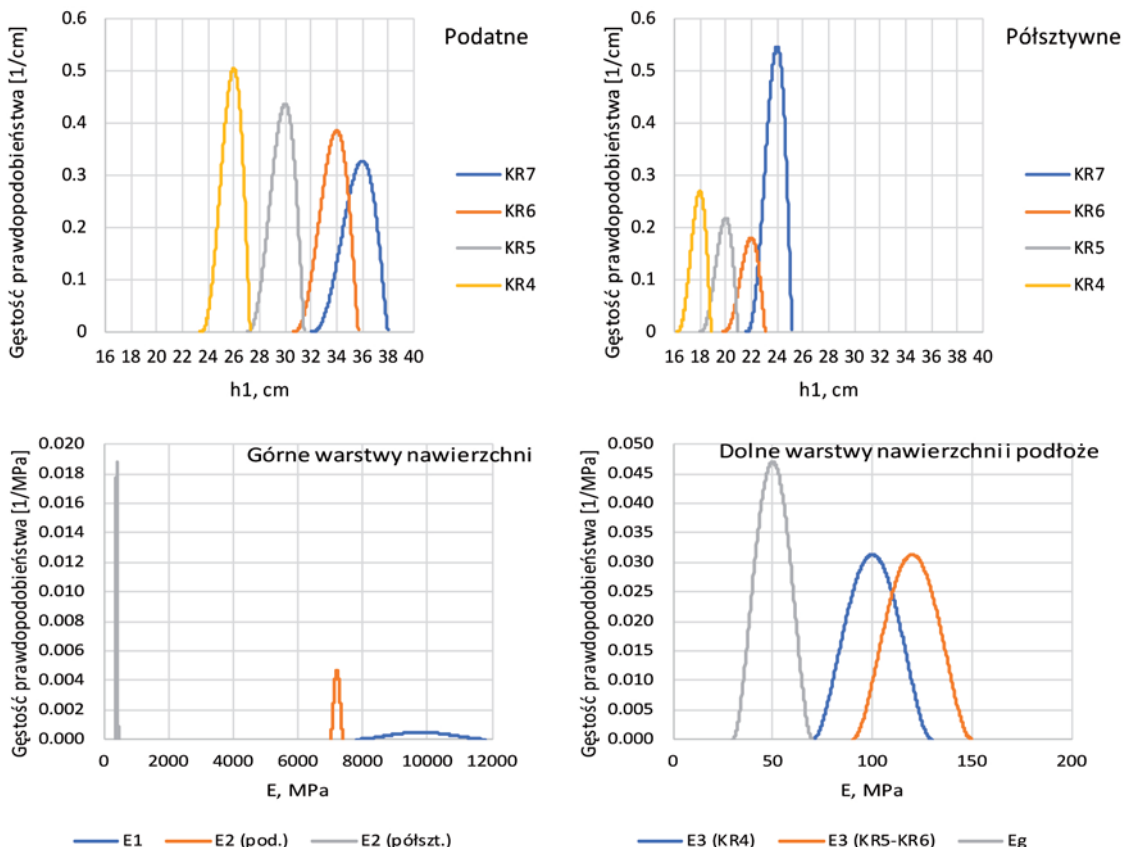 Podatne
Gęstość prawdopodobieństwa [1/cm]
0.6
0.5
0.4
0.3
0.2
0.1
0
16 18 20 22 24 26 28 30 32 34 36 38 40
h1, cm
KR7
KR6
KR5
KR4
Półsztywne
Gęstość prawdopodobieństwa [1/cm]
0.6
0.5
0.4
0.3
0.2
0.1
0
16 18 20 22 24 26 28 30 32 34 36 38 40
h1, cm
KR7
KR6
KR5
KR4
Górne warstwy nawierzchni
Gęstość prawdopodobieństwa [1/MPa]
0.020
0.018
0.016
0.014
0.012
0.010
0.008
0.006
0.004
0.002
0.000
0 2000 4000 6000 8000 10000 12000
E, MPa
E1 E2 (pod.) E2 (półszt.)
Dolne warstwy nawierzchni i podłoże
Gęstość prawdopodobieństwa [1/MPa]
0.050
0.045
0.040
0.035
0.030
0.025
0.020
0.015
0.010
0.005
0.000
0 50 100 150 200
E, MPa
E3 (KR4) E3 (KR5-KR6) Eg